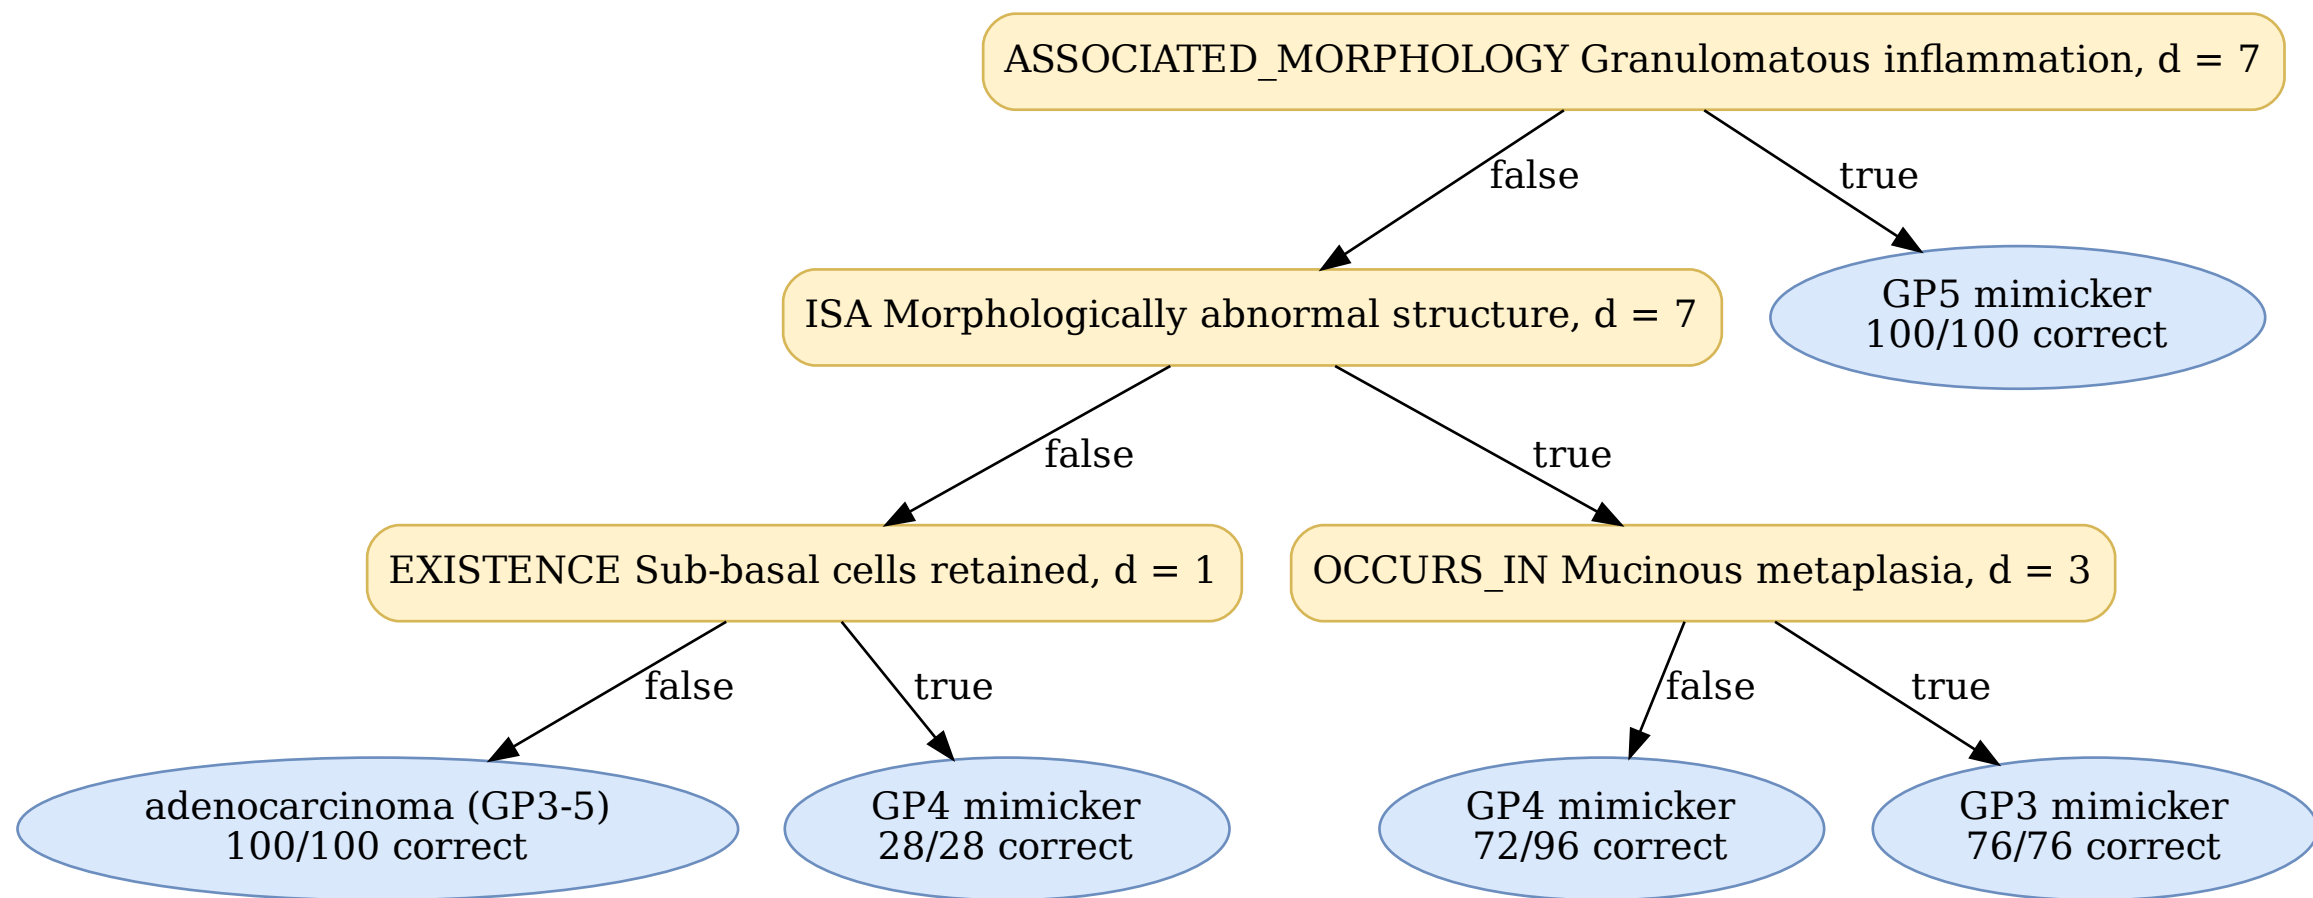 ASSOCIATED_MORPHOLOGY Granulomatous inflammation, d = 7
false
true
ISA Morphologically abnormal structure, d = 7
GP5 mimicker
100/100 correct
false
true
EXISTENCE Sub-basal cells retained, d = 1
OCCURS_IN Mucinous metaplasia, d = 3
false
true
false
true
adenocarcinoma (GP3-5)
100/100 correct
GP4 mimicker
28/28 correct
GP4 mimicker
72/96 correct
GP3 mimicker
76/76 correct